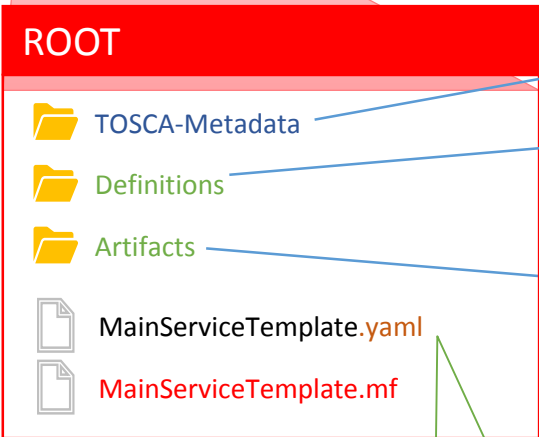 ROOT
TOSCA-Metadata
Definitions
Artifacts
MainServiceTemplate.yaml
MainServiceTemplate.mf